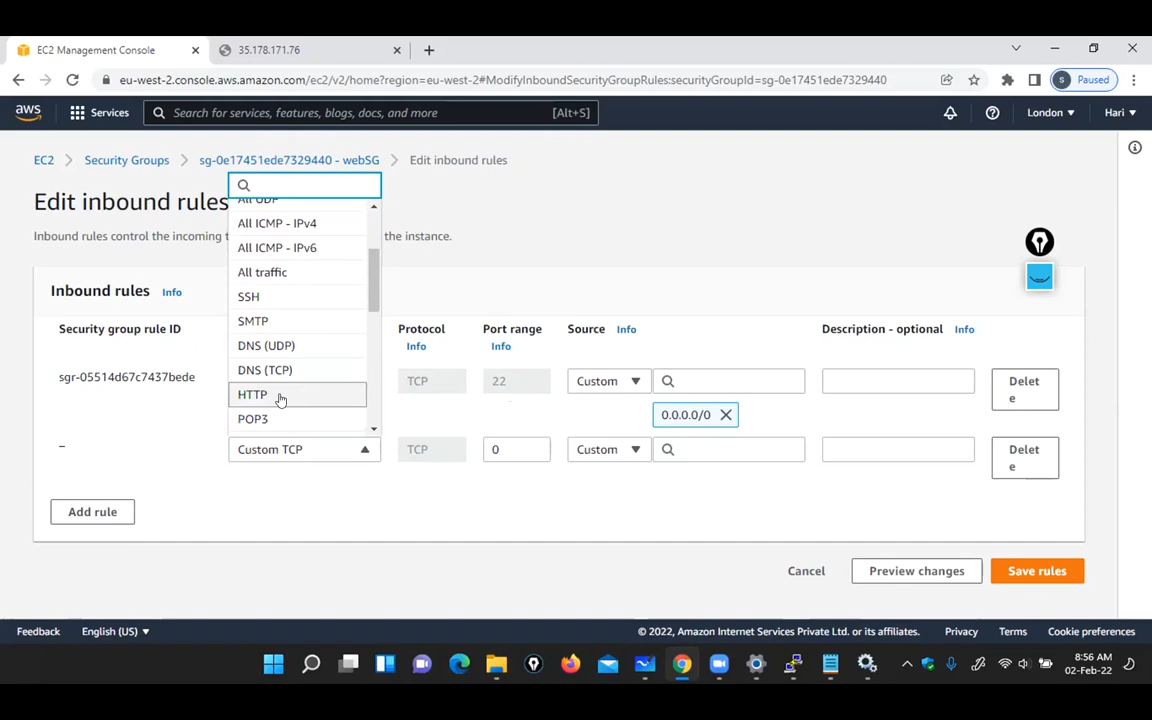 EC2 Management Console
35.178.171.76
eu-west-2.console.aws.amazon.com/ec2/v2/home?region=eu-west-2#ModifyInboundSecurityGroupRules:securityGroupId=sg-0e17451ede7329440
S Paused
aws Services Search for services, features, blogs, docs, and more [Alt+S] London Hari
EC2 Security Groups sg-0e17451ede7329440 - webSG Edit inbound rules
Edit inbound rules
Inbound rules control the incoming t the instance.
All UDP
All ICMP - IPv4
All ICMP - IPv6
All traffic
SSH
SMTP
DNS (UDP)
DNS (TCP)
HTTP
POP3
Inbound rules Info
Security group rule ID Protocol Port range Source Info Description - optional Info
Info Info
sgr-05514d67c7437bede TCP 22 Custom Delet
e
0.0.0.0/0
– Custom TCP TCP 0 Custom Delet
e
Add rule
Cancel Preview changes Save rules
Feedback English (US) © 2022, Amazon Internet Services Private Ltd. or its affiliates. Privacy Terms Cookie preferences
8:56 AM
02-Feb-22